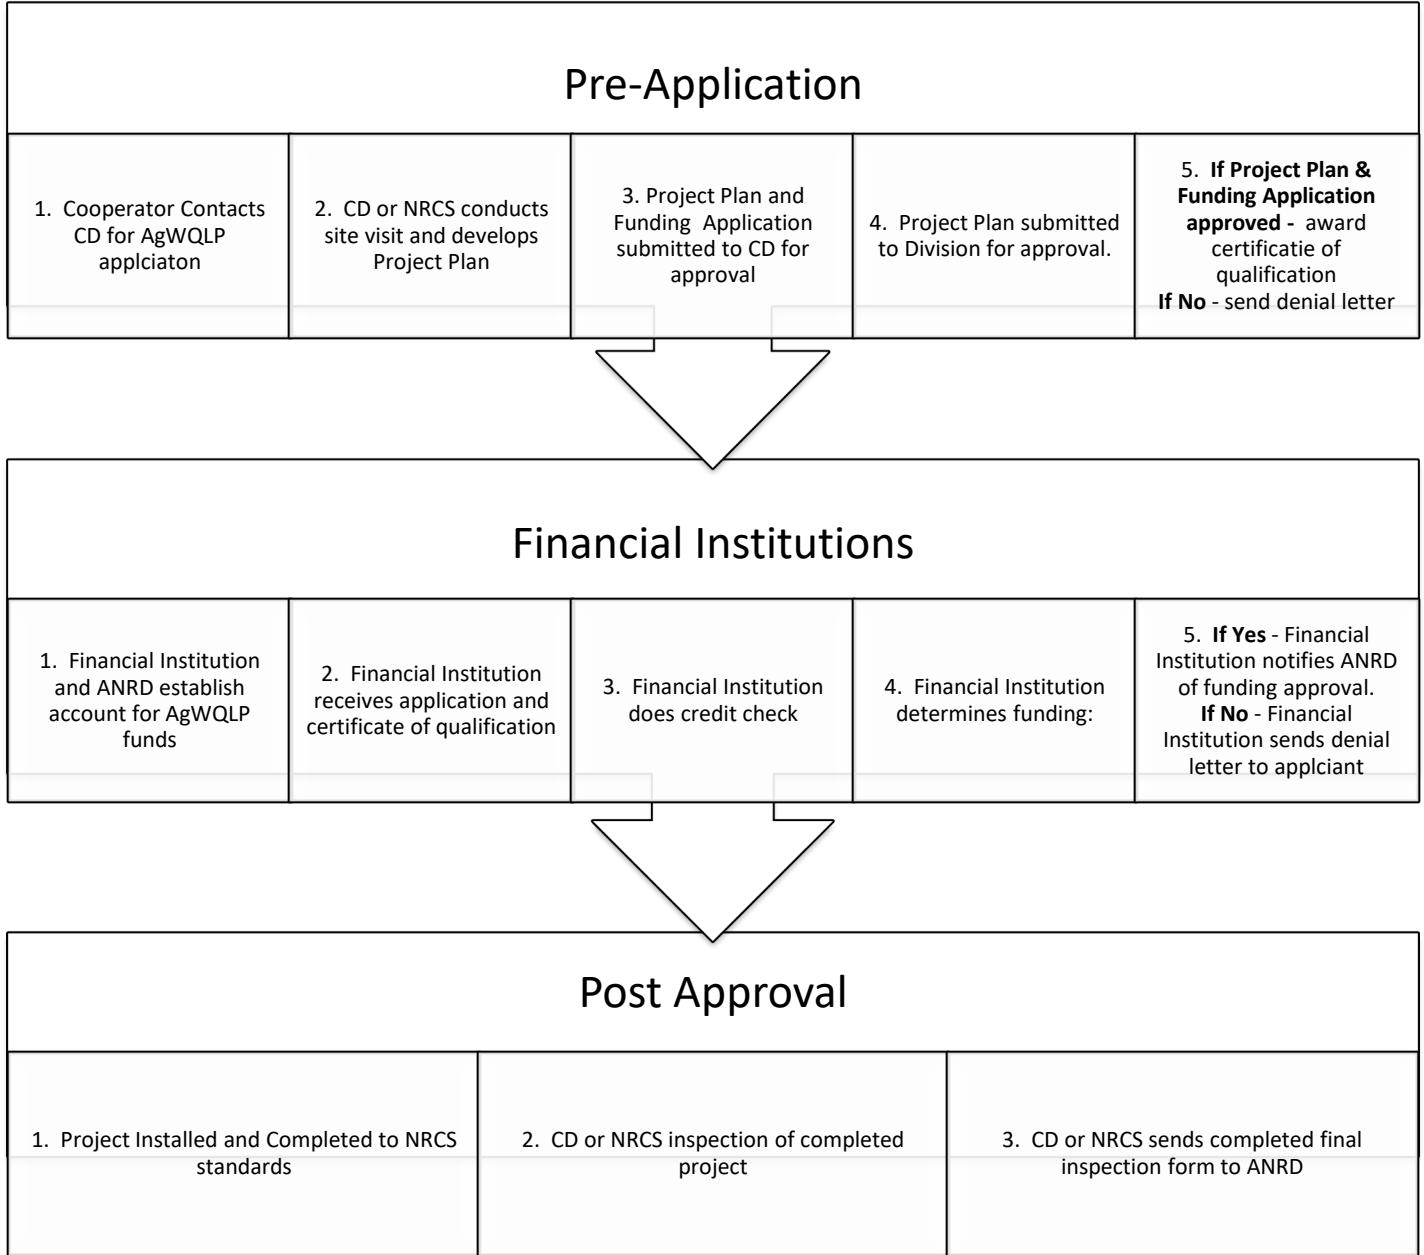 Pre-Application
1. Cooperator Contacts
CD for AgWQLP
applciaton
2. CD or NRCS conducts
site visit and develops
Project Plan
3. Project Plan and
Funding Application
submitted to CD for
approval
4. Project Plan submitted
to Division for approval.
5. If Project Plan &
Funding Application
approved - award
certificatie of
qualification
If No - send denial letter
Financial Institutions
1. Financial Institution
and ANRD establish
account for AgWQLP
funds
2. Financial Institution
receives application and
certificate of qualification
3. Financial Institution
does credit check
4. Financial Institution
determines funding:
5. If Yes - Financial
Institution notifies ANRD
of funding approval.
If No - Financial
Institution sends denial
letter to applciant
Post Approval
1. Project Installed and Completed to NRCS
standards
2. CD or NRCS inspection of completed
project
3. CD or NRCS sends completed final
inspection form to ANRD